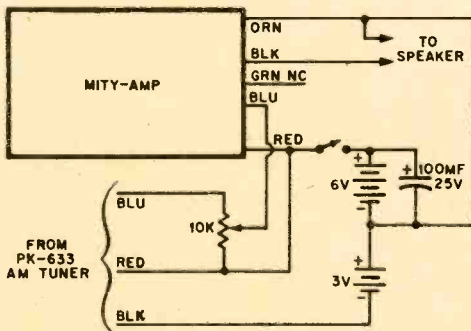 ORN
TO
SPEAKER
BLK
MITY-AMP
GRN NC
BLU
RED
+
100MF
25V
+
6V
-
BLU
10K
FROM
PK-633
AM TUNER
RED
+
3V
-
BLK